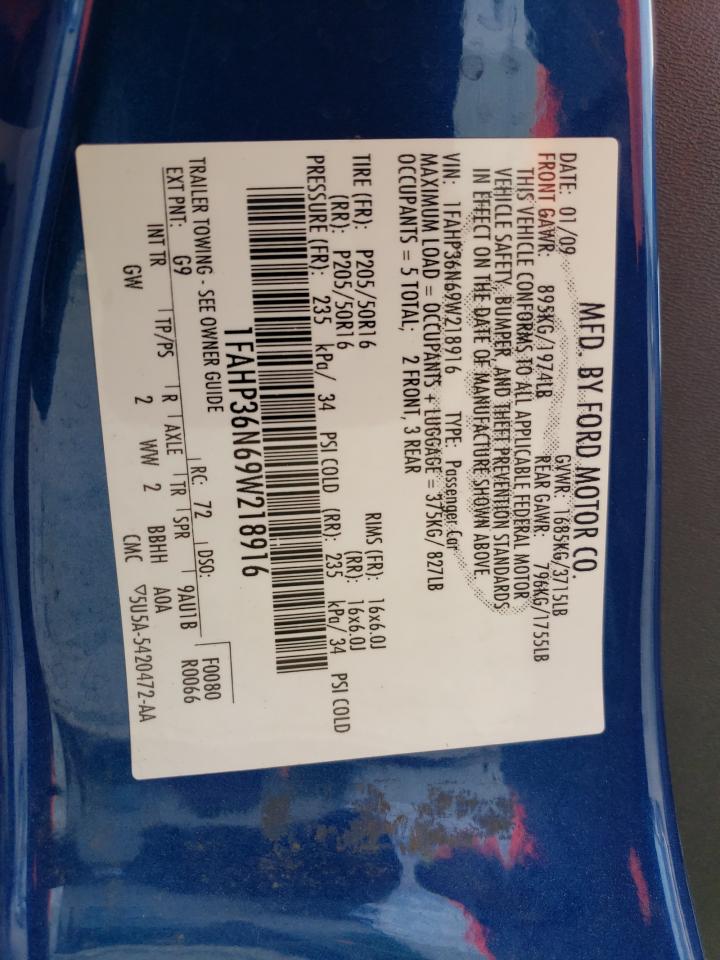 MFD. BY FORD MOTOR CO.
DATE: 01/09 GVWR: 1685KG/3715LB
FRONT GAWR: 895KG/1974LB REAR GAWR: 796KG/1755LB
THIS VEHICLE CONFORMS TO ALL APPLICABLE FEDERAL MOTOR
VEHICLE SAFETY, BUMPER, AND THEFT PREVENTION STANDARDS
IN EFFECT ON THE DATE OF MANUFACTURE SHOWN ABOVE.
VIN: 1FAHP36N69W218916 TYPE: Passenger Car
MAXIMUM LOAD = OCCUPANTS + LUGGAGE = 375KG/ 827LB
OCCUPANTS = 5 TOTAL; 2 FRONT, 3 REAR
TIRE (FR): P205/50R16 RIMS (FR): 16x6.0J
(RR): P205/50R16 (RR): 16x6.0J
PRESSURE (FR): 235 kPa/ 34 PSI COLD (RR): 235 kPa/ 34 PSI COLD
1FAHP36N69W218916
TRAILER TOWING - SEE OWNER GUIDE F0080
EXT PNT: G9 RC: 72 DSO: R0066
INT TR TP/PS R AXLE TR SPR 9AU1B
GW 2 WW 2 BBHH A0A
CMC ▽5U5A-5420472-AA